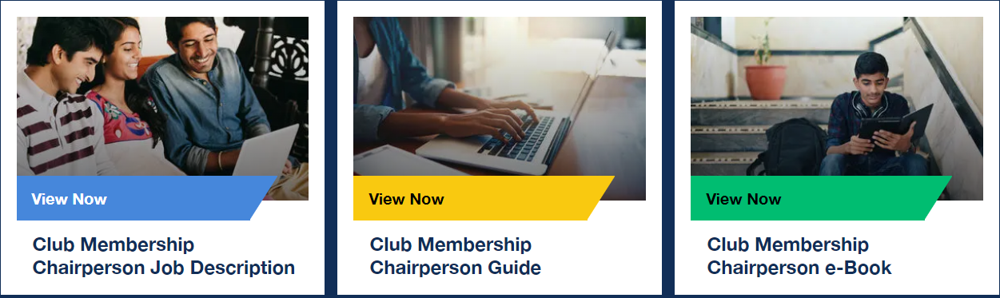 View Now
Club Membership
Chairperson Job Description
View Now
Club Membership
Chairperson Guide
View Now
Club Membership
Chairperson e-Book